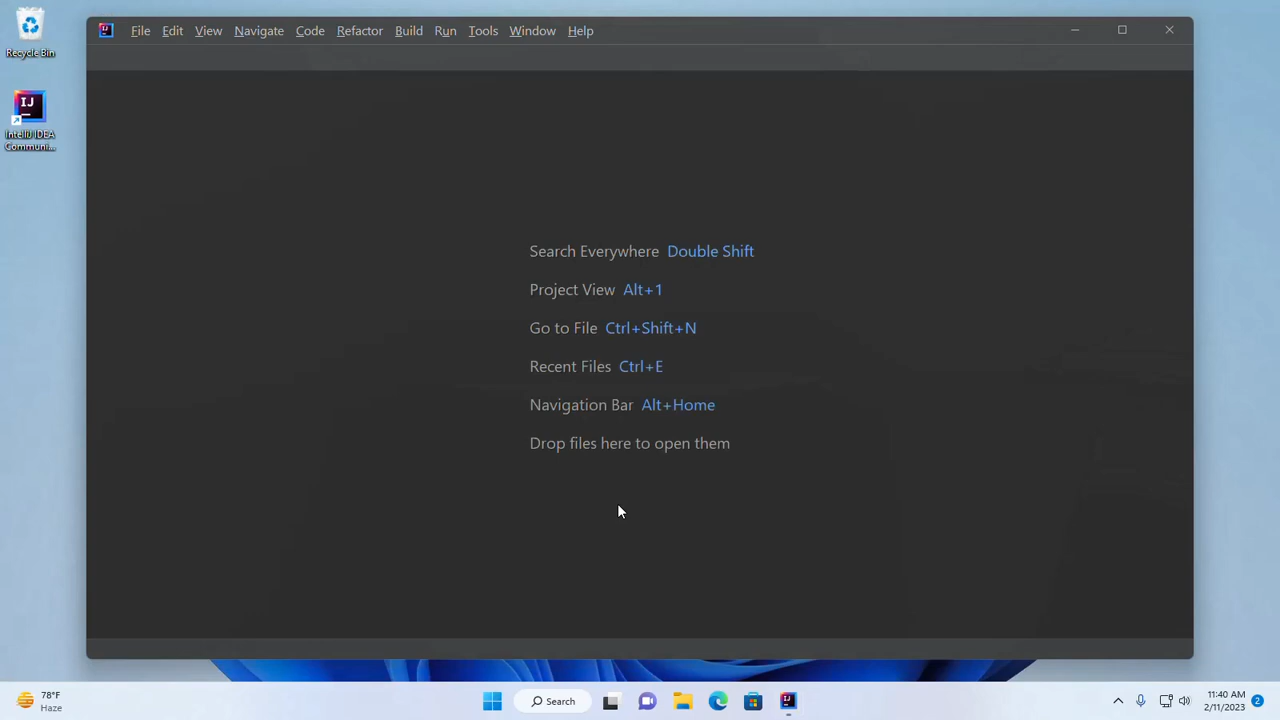 Recycle Bin
IntelliJ IDEA
Communi...
IJ
File Edit View Navigate Code Refactor Build Run Tools Window Help
Search Everywhere Double Shift
Project View Alt+1
Go to File Ctrl+Shift+N
Recent Files Ctrl+E
Navigation Bar Alt+Home
Drop files here to open them
78°F
Haze
Search
11:40 AM
2/11/2023
2